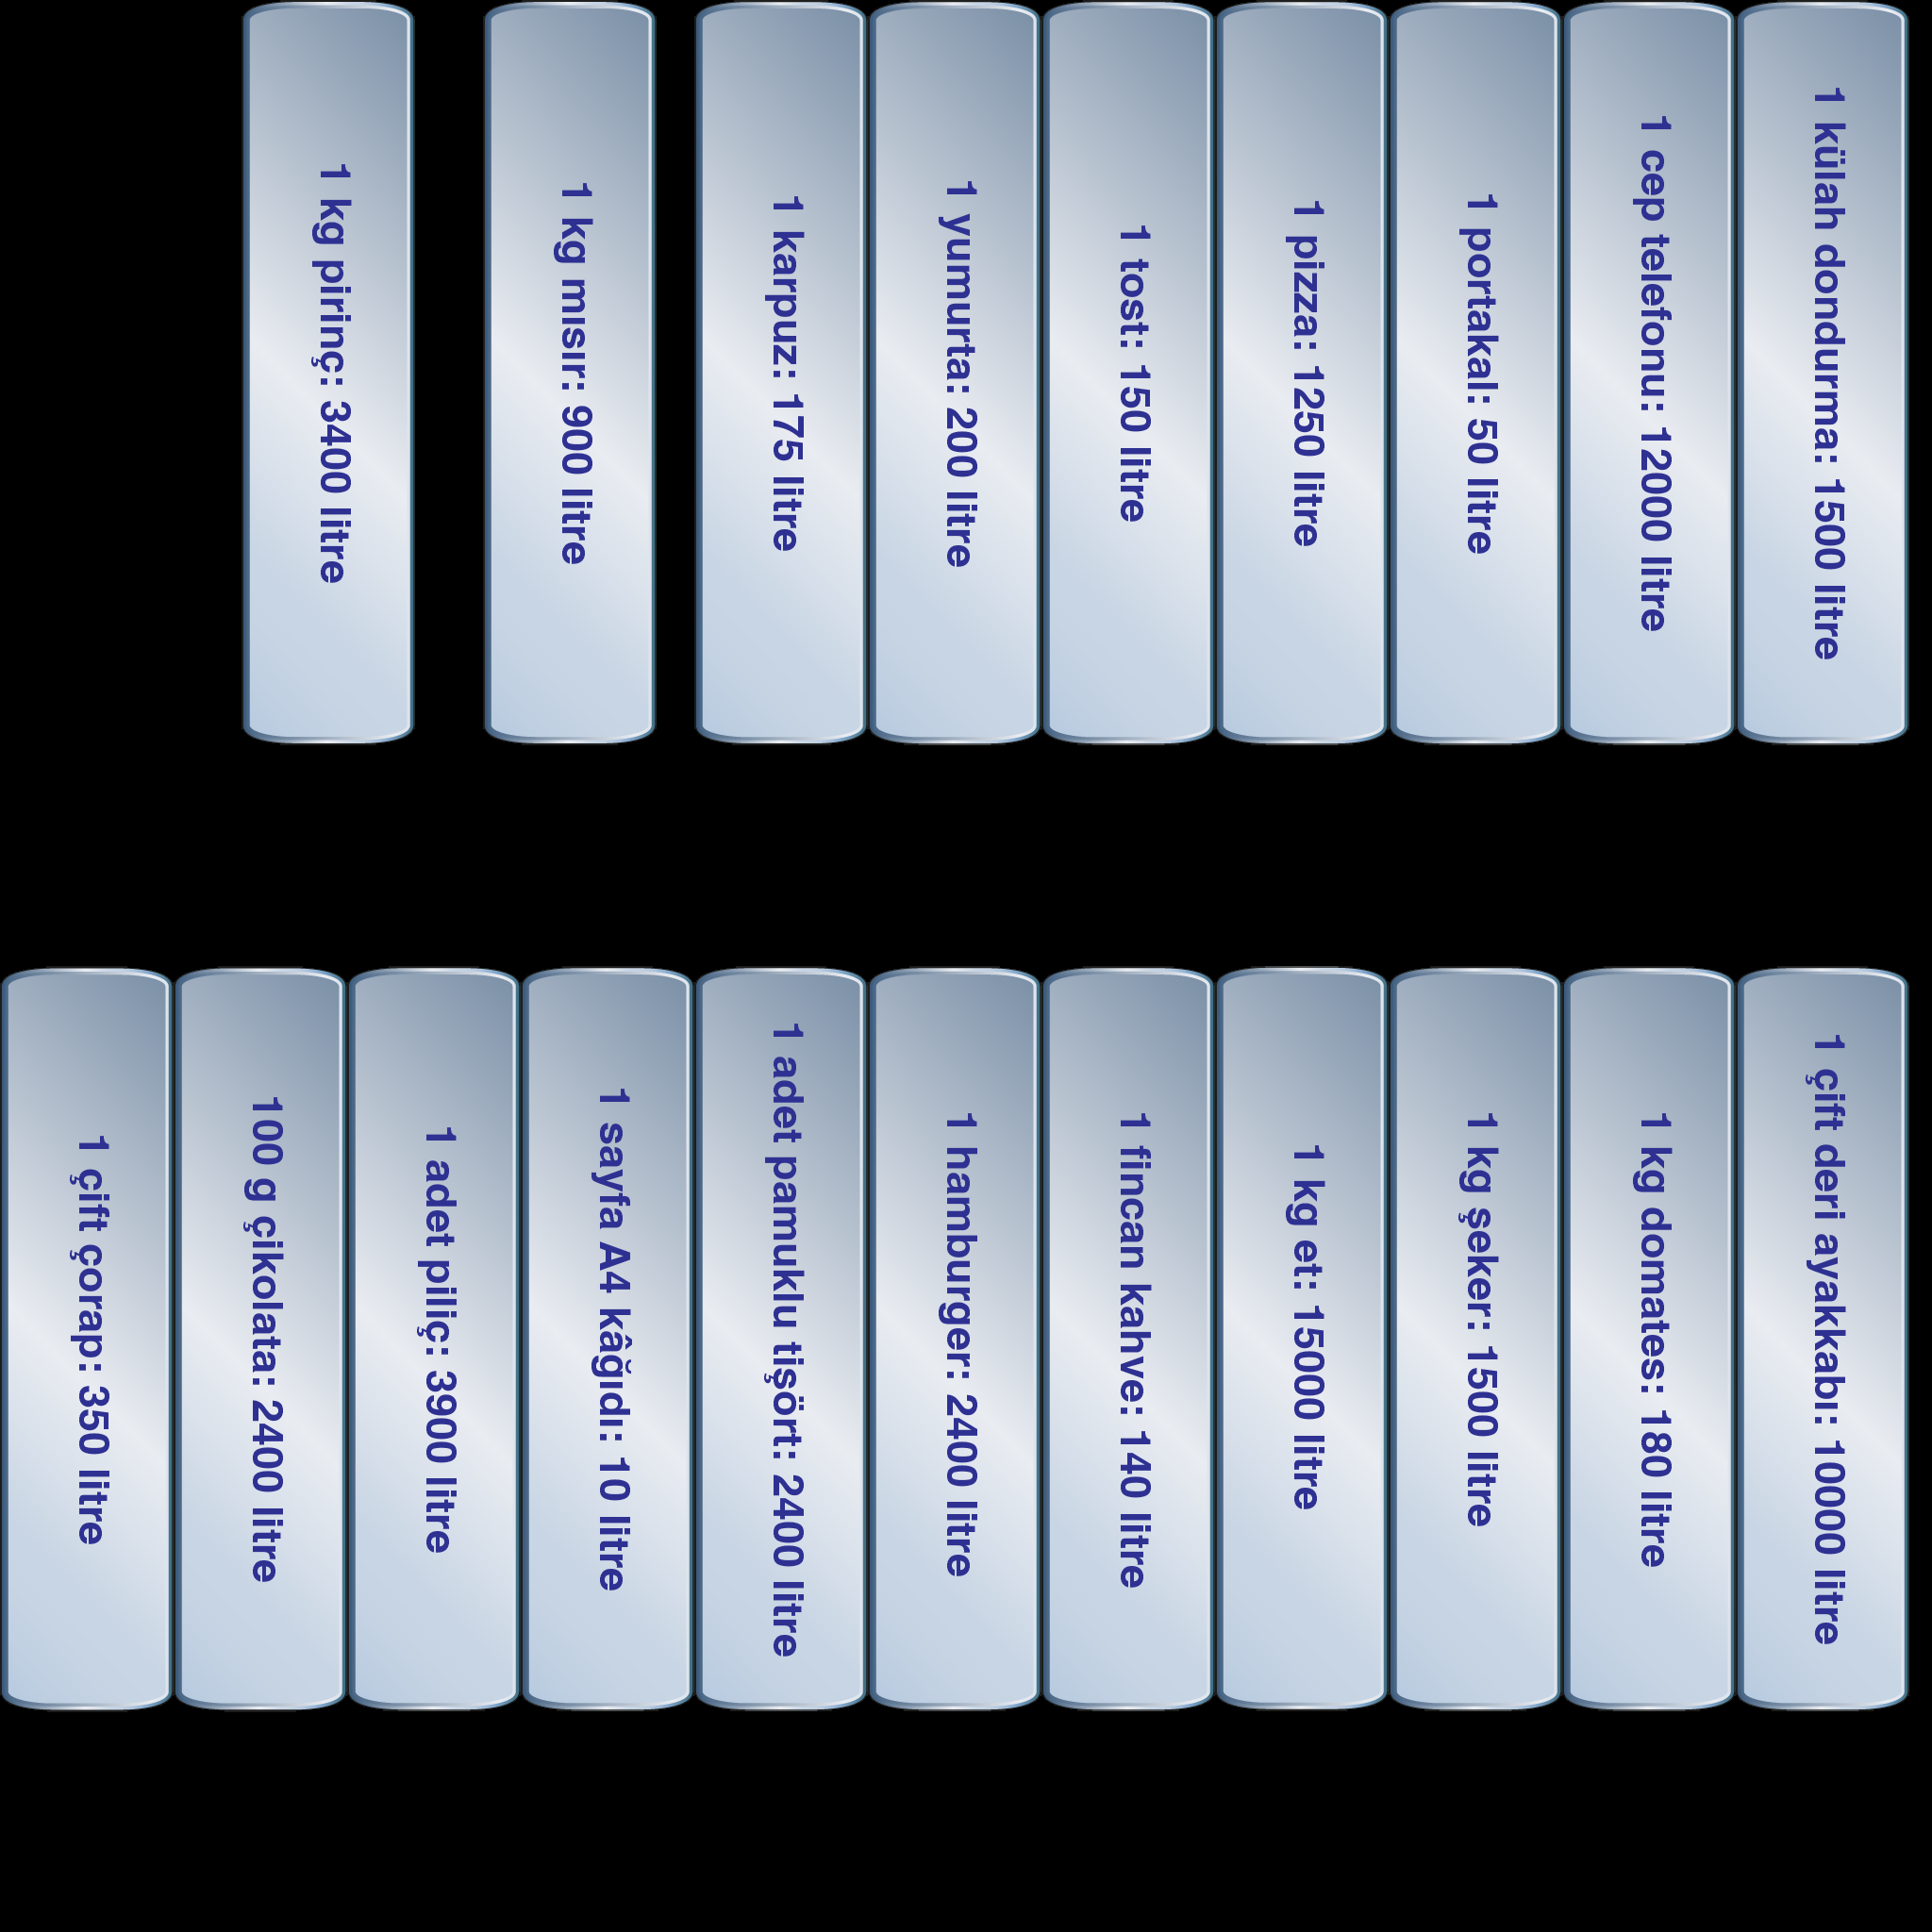 1 külah dondurma: 1500 litre
1 cep telefonu: 12000 litre
1 portakal: 50 litre
1 pizza: 1250 litre
1 tost: 150 litre
1 yumurta: 200 litre
1 karpuz: 175 litre
1 kg mısır: 900 litre
1 kg pirinç: 3400 litre
1 çift deri ayakkabı: 10000 litre
1 kg domates: 180 litre
1 kg şeker: 1500 litre
1 kg et: 15000 litre
1 fincan kahve: 140 litre
1 hamburger: 2400 litre
1 adet pamuklu tişört: 2400 litre
1 sayfa A4 kâğıdı: 10 litre
1 adet piliç: 3900 litre
100 g çikolata: 2400 litre
1 çift çorap: 350 litre